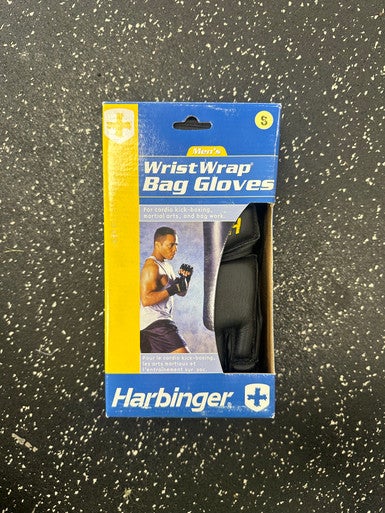 S
Men's
WristWrap
Bag Gloves
For cardio kick-boxing,
martial arts, and bag work.
Pour le cardio kick-boxing,
les arts martiaux et
l'entraînement sur sac.
Harbinger